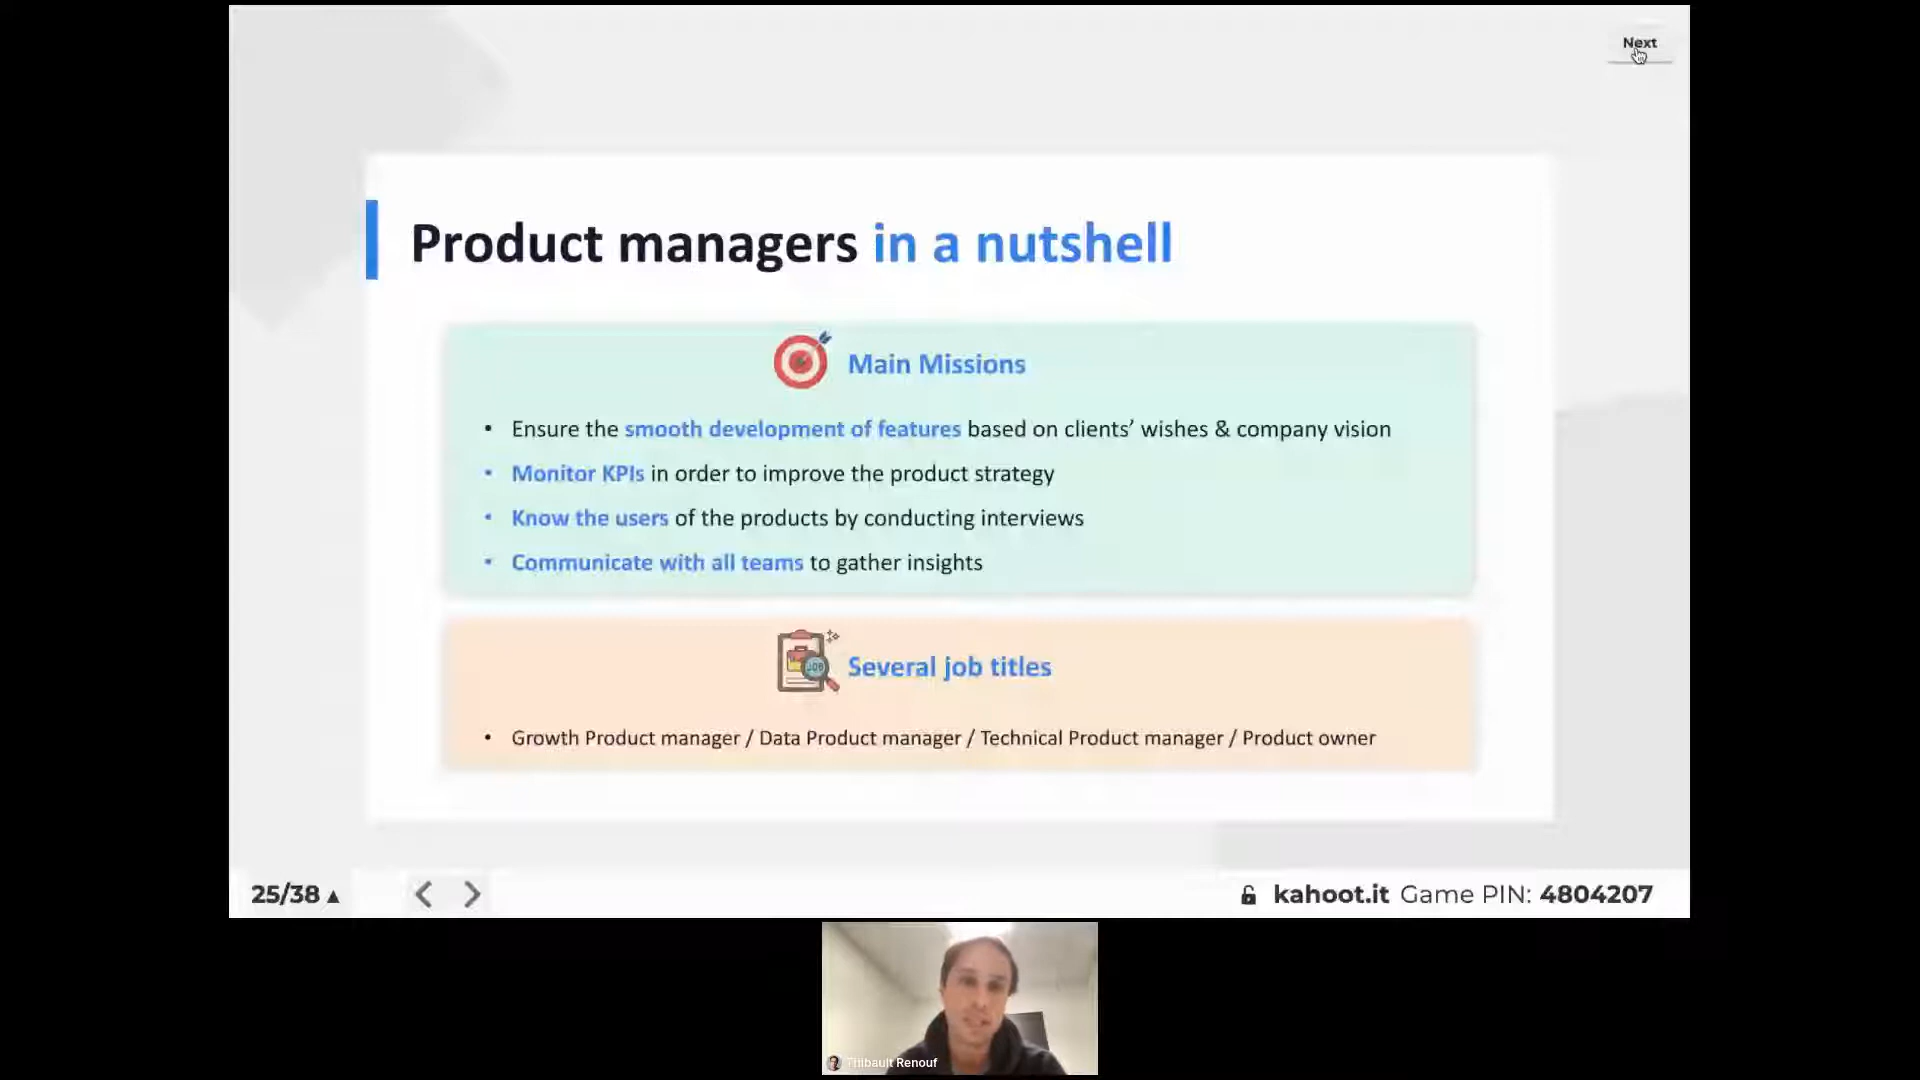 Next
Product managers in a nutshell
Main Missions
• Ensure the smooth development of features based on clients’ wishes & company vision
• Monitor KPIs in order to improve the product strategy
• Know the users of the products by conducting interviews
• Communicate with all teams to gather insights
JOB
Several job titles
• Growth Product manager / Data Product manager / Technical Product manager / Product owner
25/38 ▲
kahoot.it Game PIN: 4804207
Thibault Renouf